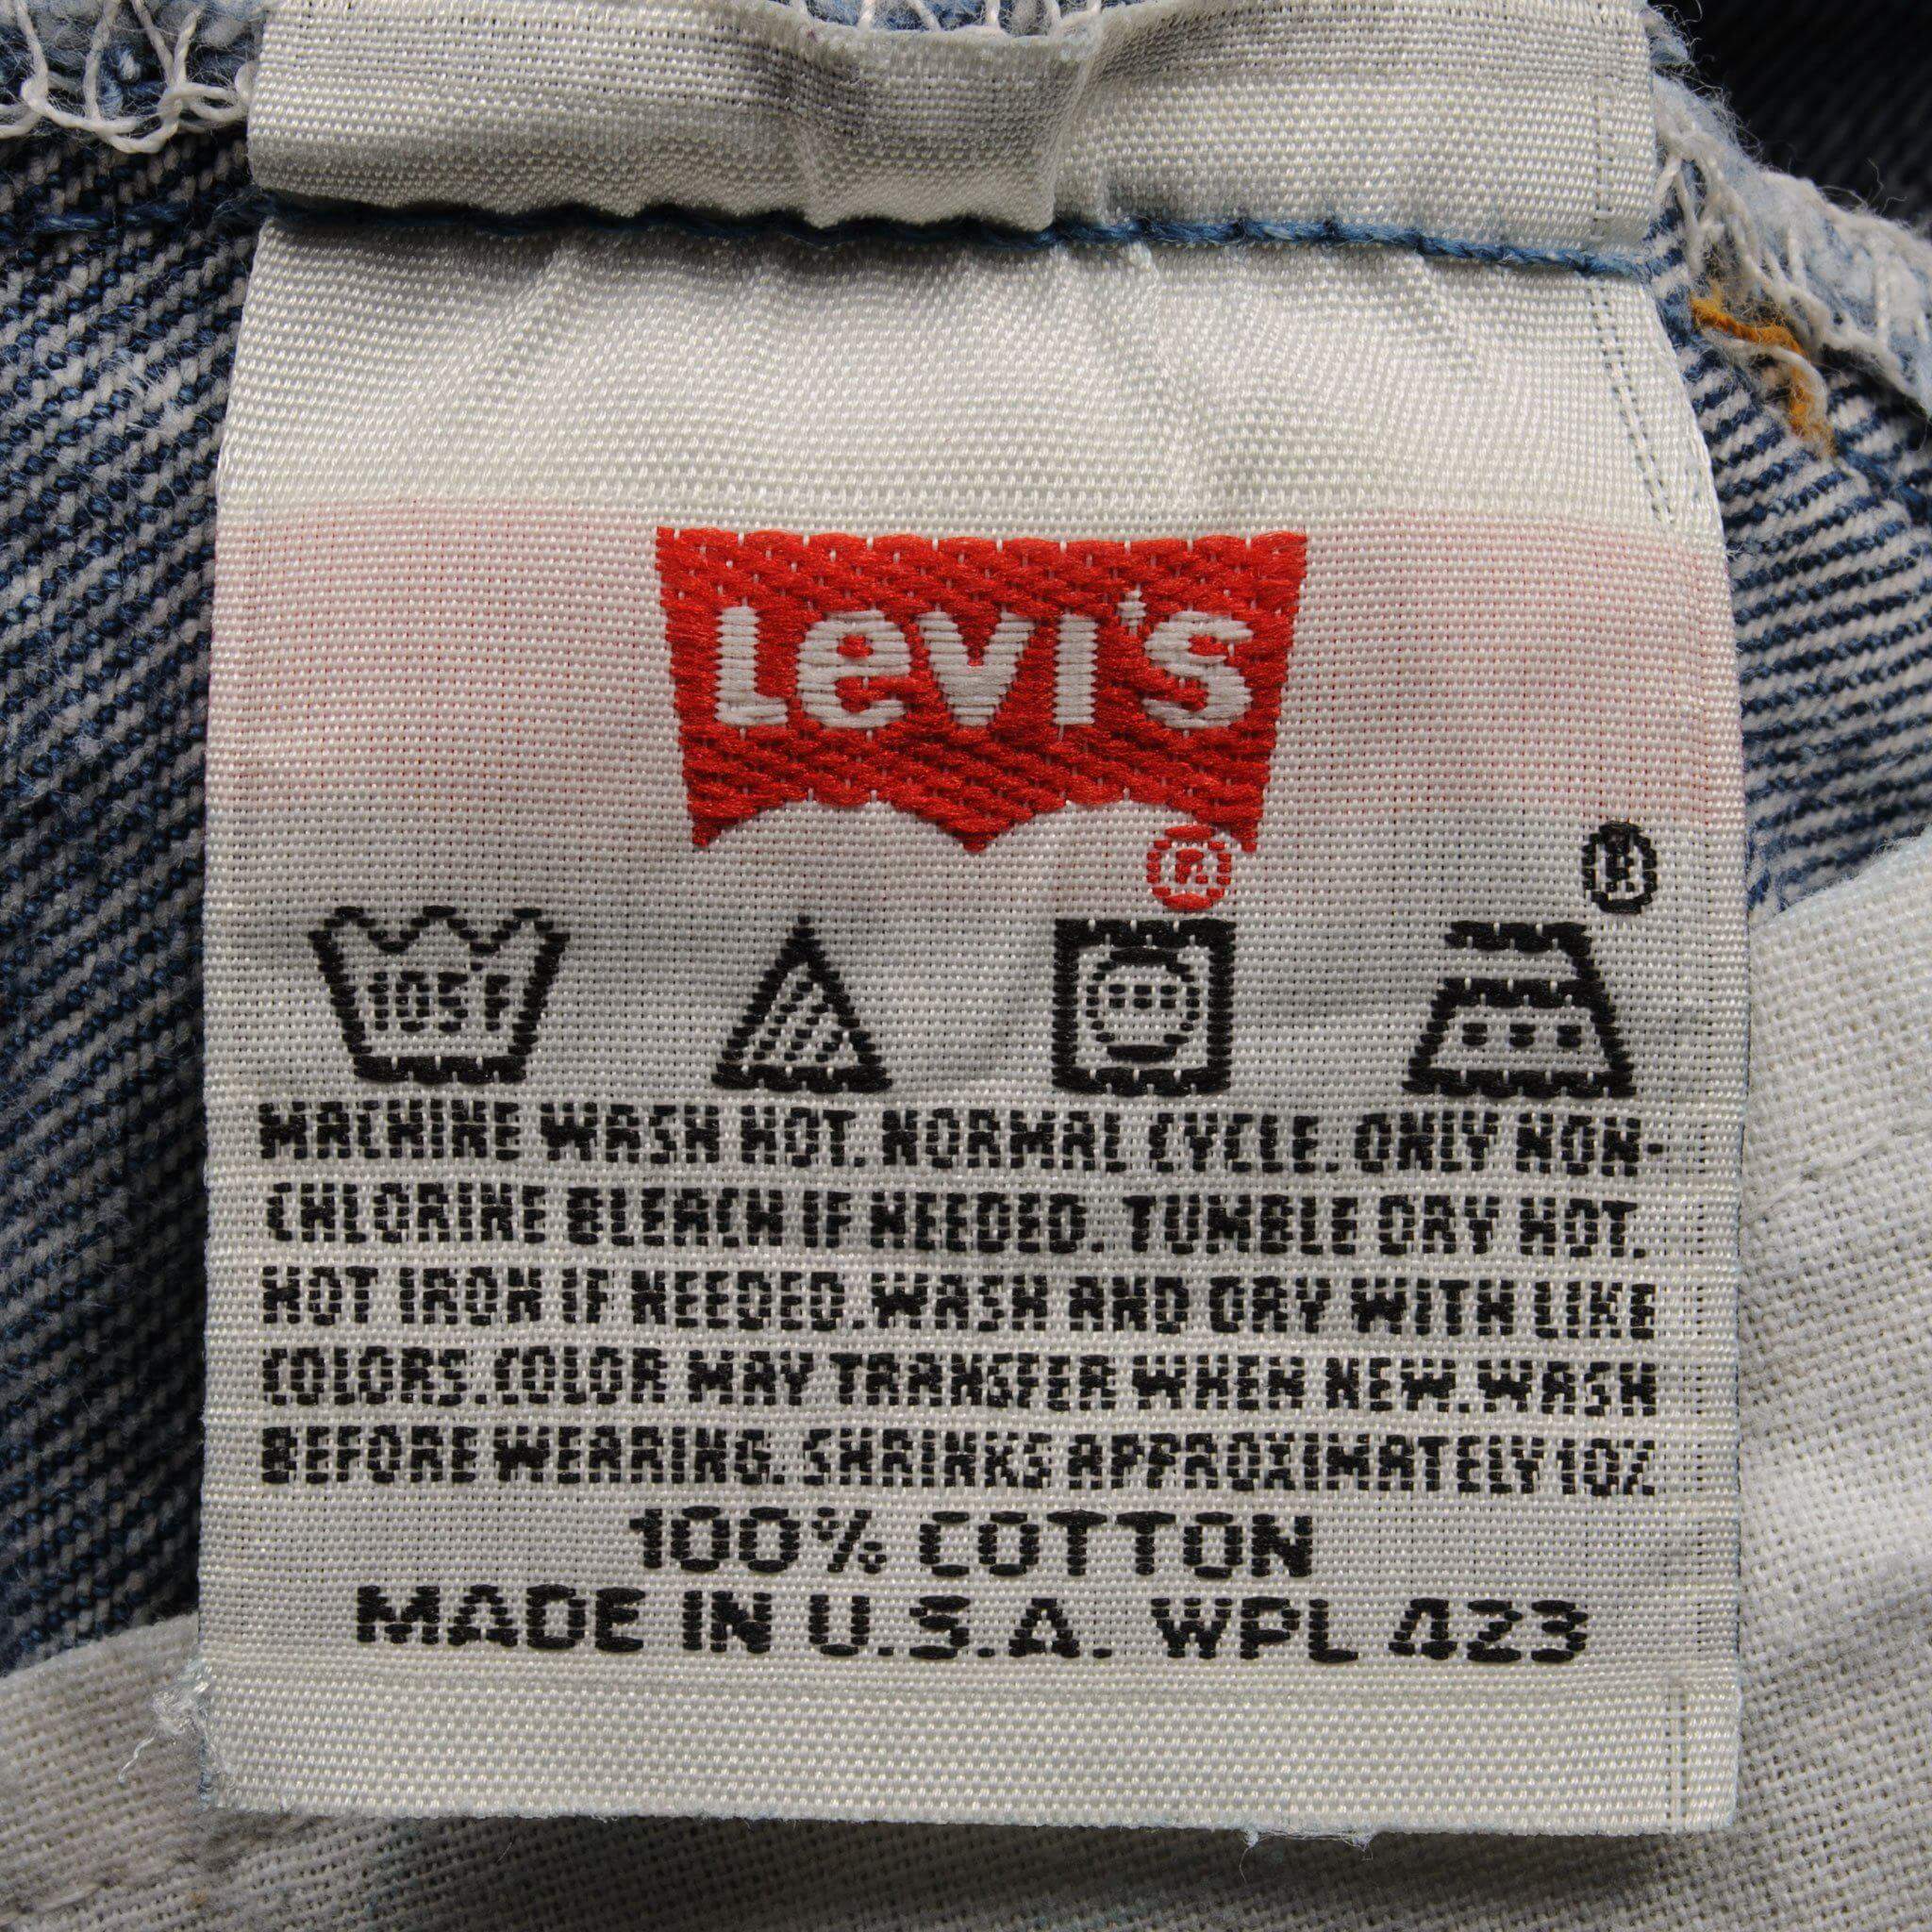 Levi's
®
®
105°F
MACHINE WASH HOT. NORMAL CYCLE. ONLY NON-
CHLORINE BLEACH IF NEEDED. TUMBLE DRY HOT.
HOT IRON IF NEEDED. WASH AND DRY WITH LIKE
COLORS. COLOR MAY TRANSFER WHEN NEW. WASH
BEFORE WEARING. SHRINKS APPROXIMATELY 10%
100% COTTON
MADE IN U.S.A. WPL 423